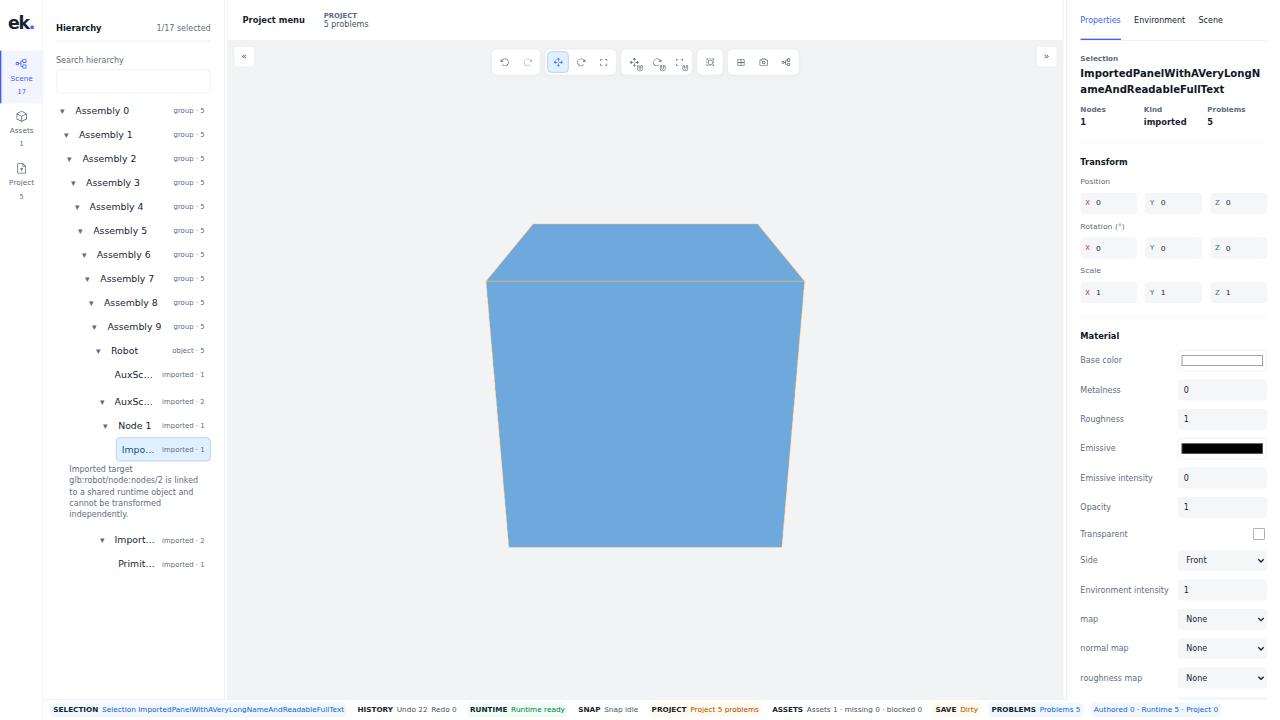 ek.
Scene
17
Assets
1
Project
5
Hierarchy
1/17 selected
Search hierarchy
Assembly 0 group · 5
Assembly 1 group · 5
Assembly 2 group · 5
Assembly 3 group · 5
Assembly 4 group · 5
Assembly 5 group · 5
Assembly 6 group · 5
Assembly 7 group · 5
Assembly 8 group · 5
Assembly 9 group · 5
Robot object · 5
AuxSc... imported · 1
AuxSc... imported · 2
Node 1 imported · 1
Impo... imported · 1
Imported target
glb:robot/node:nodes/2 is linked
to a shared runtime object and
cannot be transformed
independently.
Import... imported · 2
Primit... imported · 1
Project menu
PROJECT
5 problems
«
»
Properties Environment Scene
Selection
ImportedPanelWithAVeryLongN
ameAndReadableFullText
Nodes Kind Problems
1 imported 5
Transform
Position
X 0 Y 0 Z 0
Rotation (°)
X 0 Y 0 Z 0
Scale
X 1 Y 1 Z 1
Material
Base color
Metalness 0
Roughness 1
Emissive
Emissive intensity 0
Opacity 1
Transparent
Side Front
Environment intensity 1
map None
normal map None
roughness map None
SELECTION Selection ImportedPanelWithAVeryLongNameAndReadableFullText HISTORY Undo 22 Redo 0 RUNTIME Runtime ready SNAP Snap idle PROJECT Project 5 problems ASSETS Assets 1 · missing 0 · blocked 0 SAVE Dirty PROBLEMS Problems 5 Authored 0 · Runtime 5 · Project 0